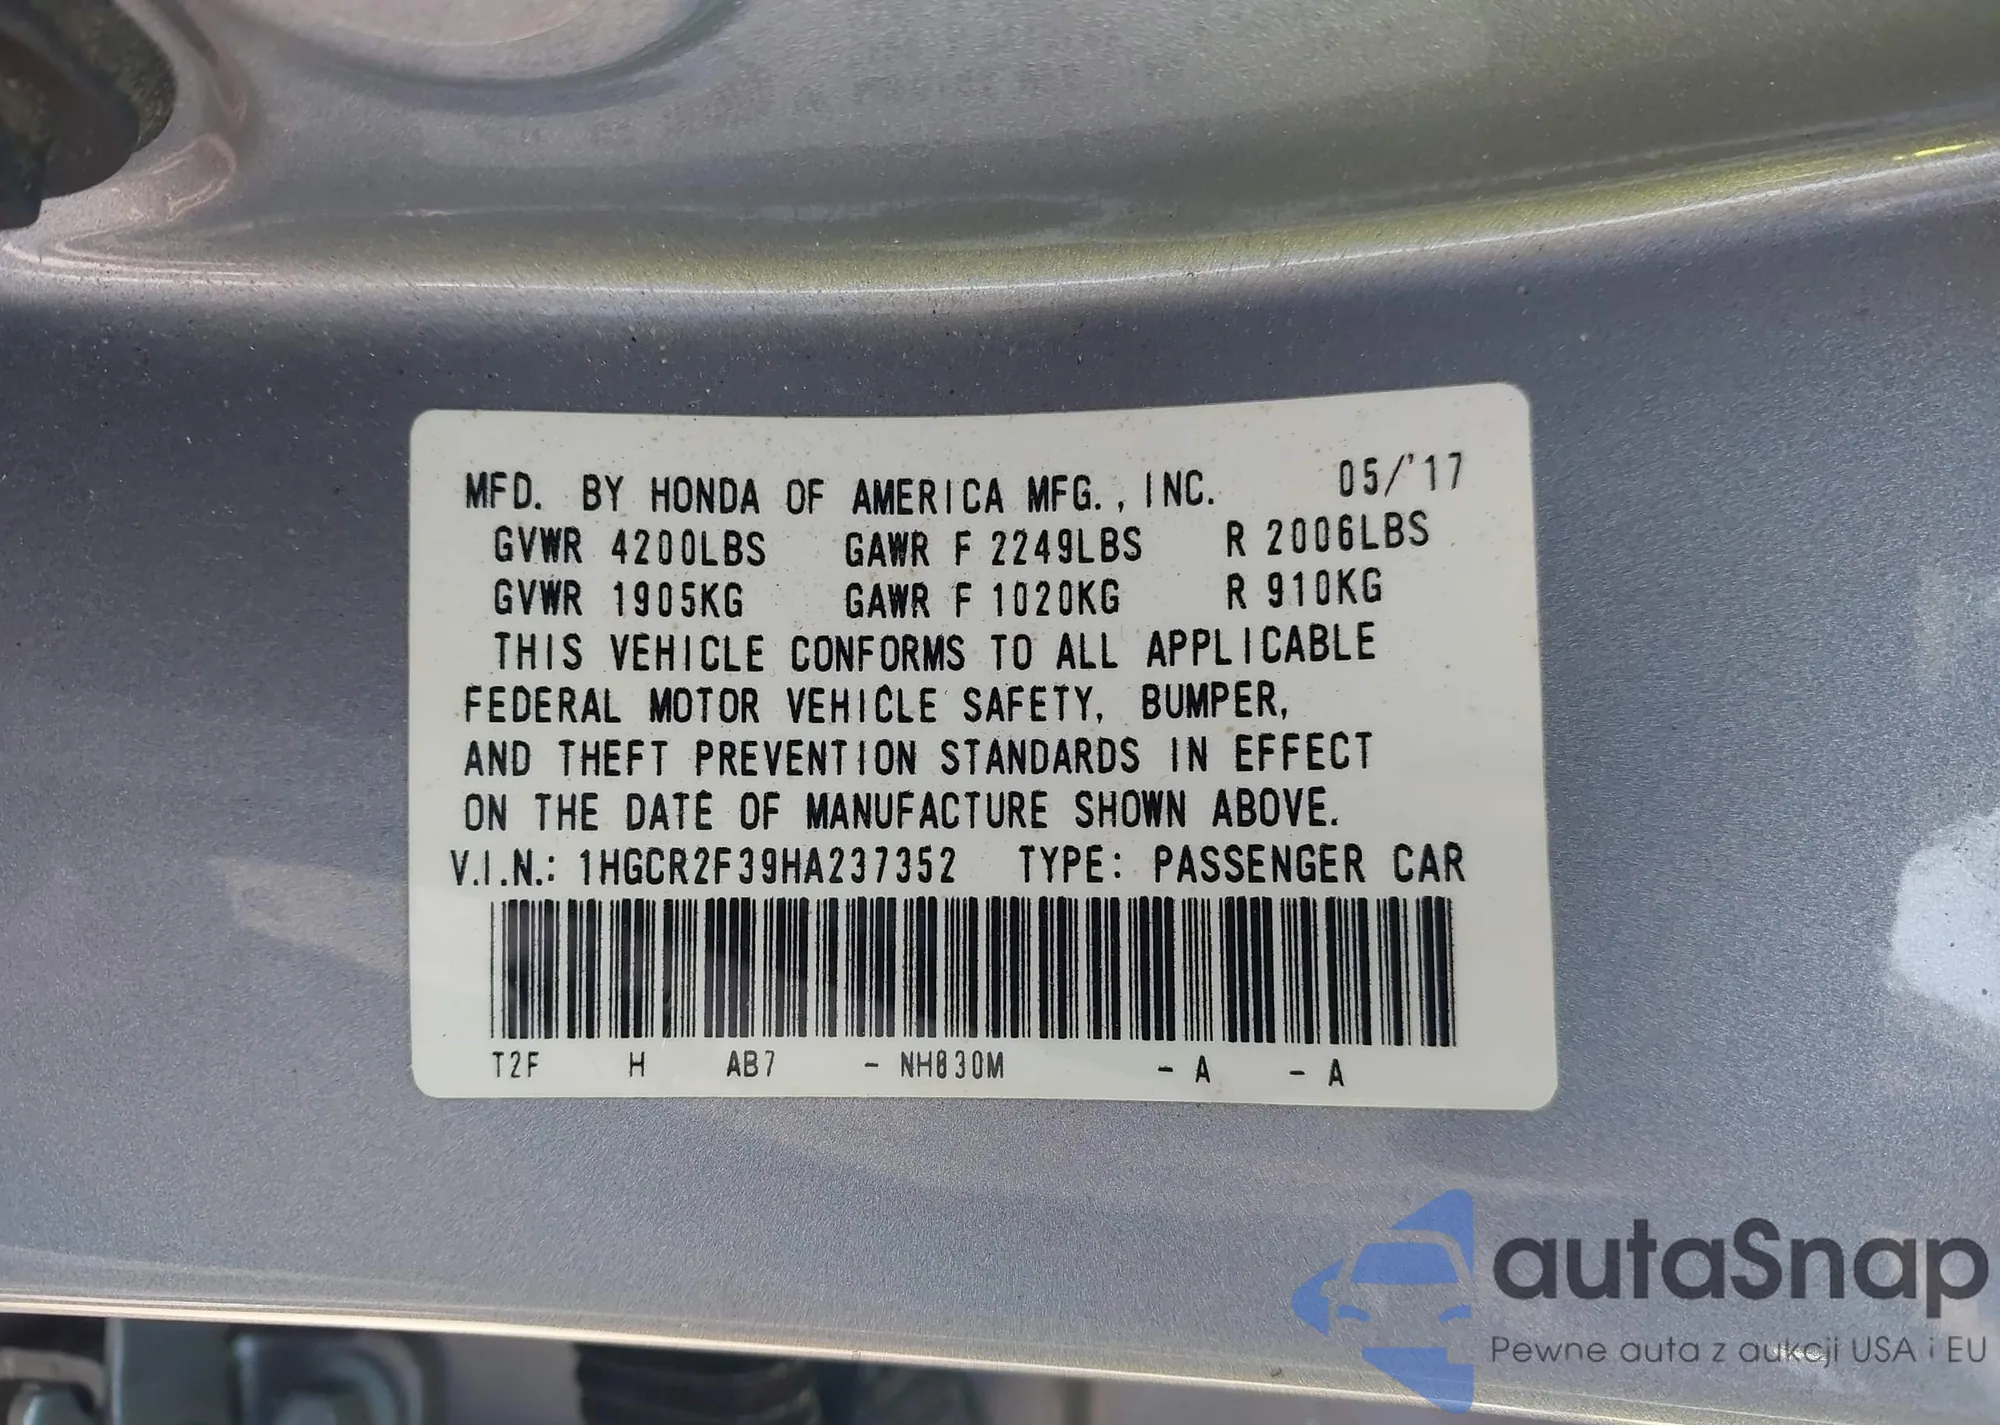 MFD. BY HONDA OF AMERICA MFG., INC. 05/'17
GVWR 4200LBS GAWR F 2249LBS R 2006LBS
GVWR 1905KG GAWR F 1020KG R 910KG
THIS VEHICLE CONFORMS TO ALL APPLICABLE
FEDERAL MOTOR VEHICLE SAFETY, BUMPER,
AND THEFT PREVENTION STANDARDS IN EFFECT
ON THE DATE OF MANUFACTURE SHOWN ABOVE.
V.I.N.: 1HGCR2F39HA237352 TYPE: PASSENGER CAR
T2F H AB7 - NH830M - A - A
autaSnap
Pewne auta z aukcji USA i EU